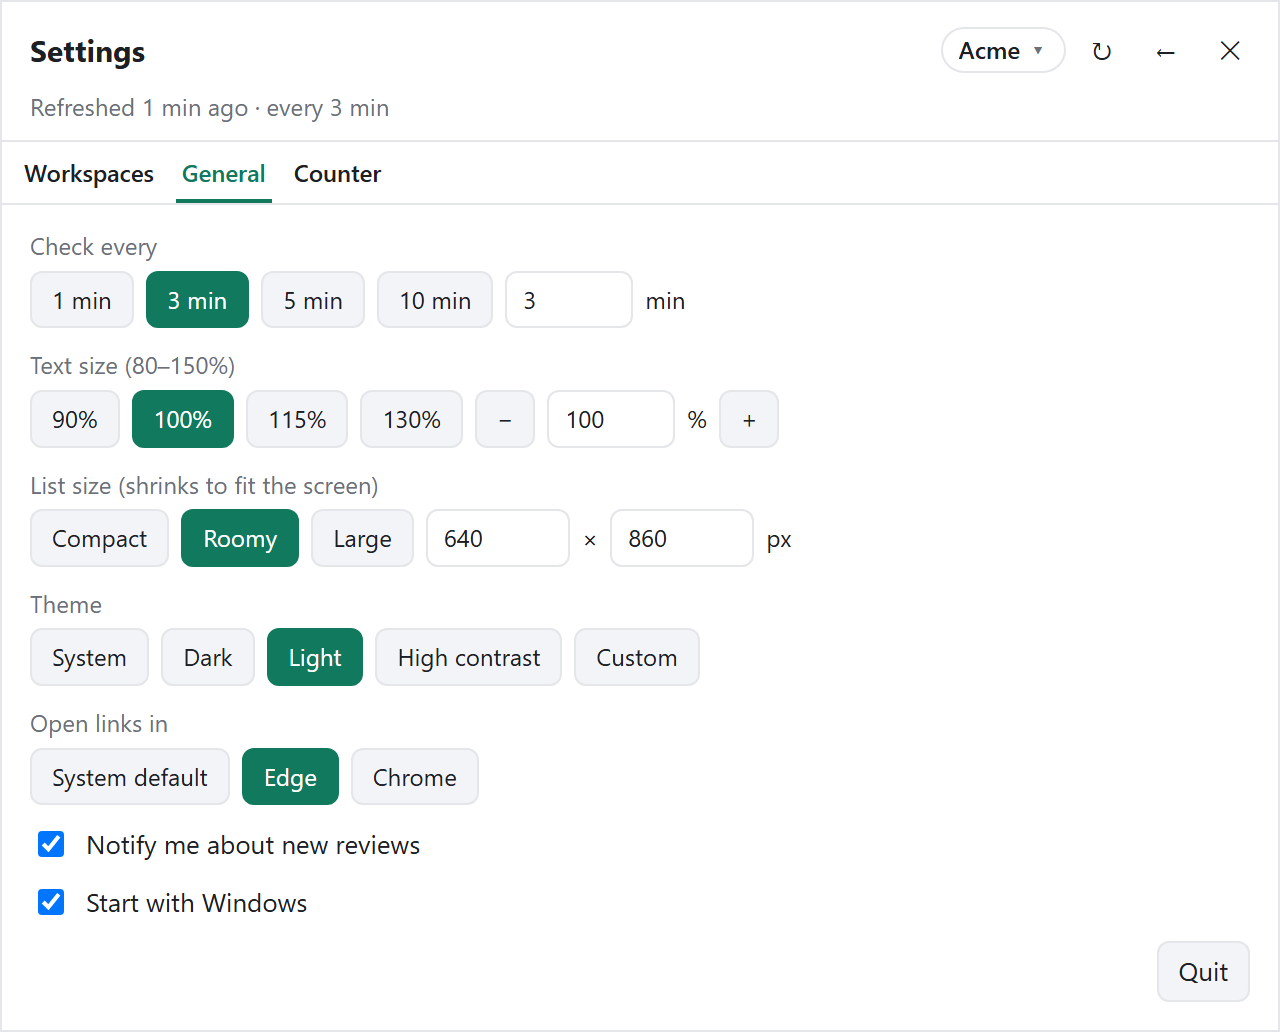 Settings
Acme ▼ ↻ ← ✕
Refreshed 1 min ago · every 3 min
Workspaces General Counter
Check every
1 min 3 min 5 min 10 min 3 min
Text size (80–150%)
90% 100% 115% 130% − 100 % +
List size (shrinks to fit the screen)
Compact Roomy Large 640 × 860 px
Theme
System Dark Light High contrast Custom
Open links in
System default Edge Chrome
Notify me about new reviews
Start with Windows
Quit